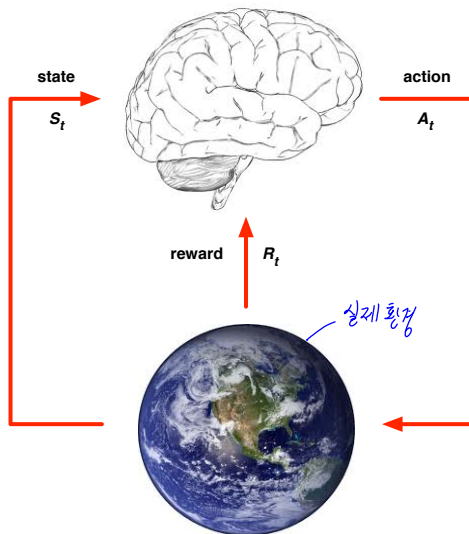 state
S_t
action
A_t
reward
R_t
실제 환경